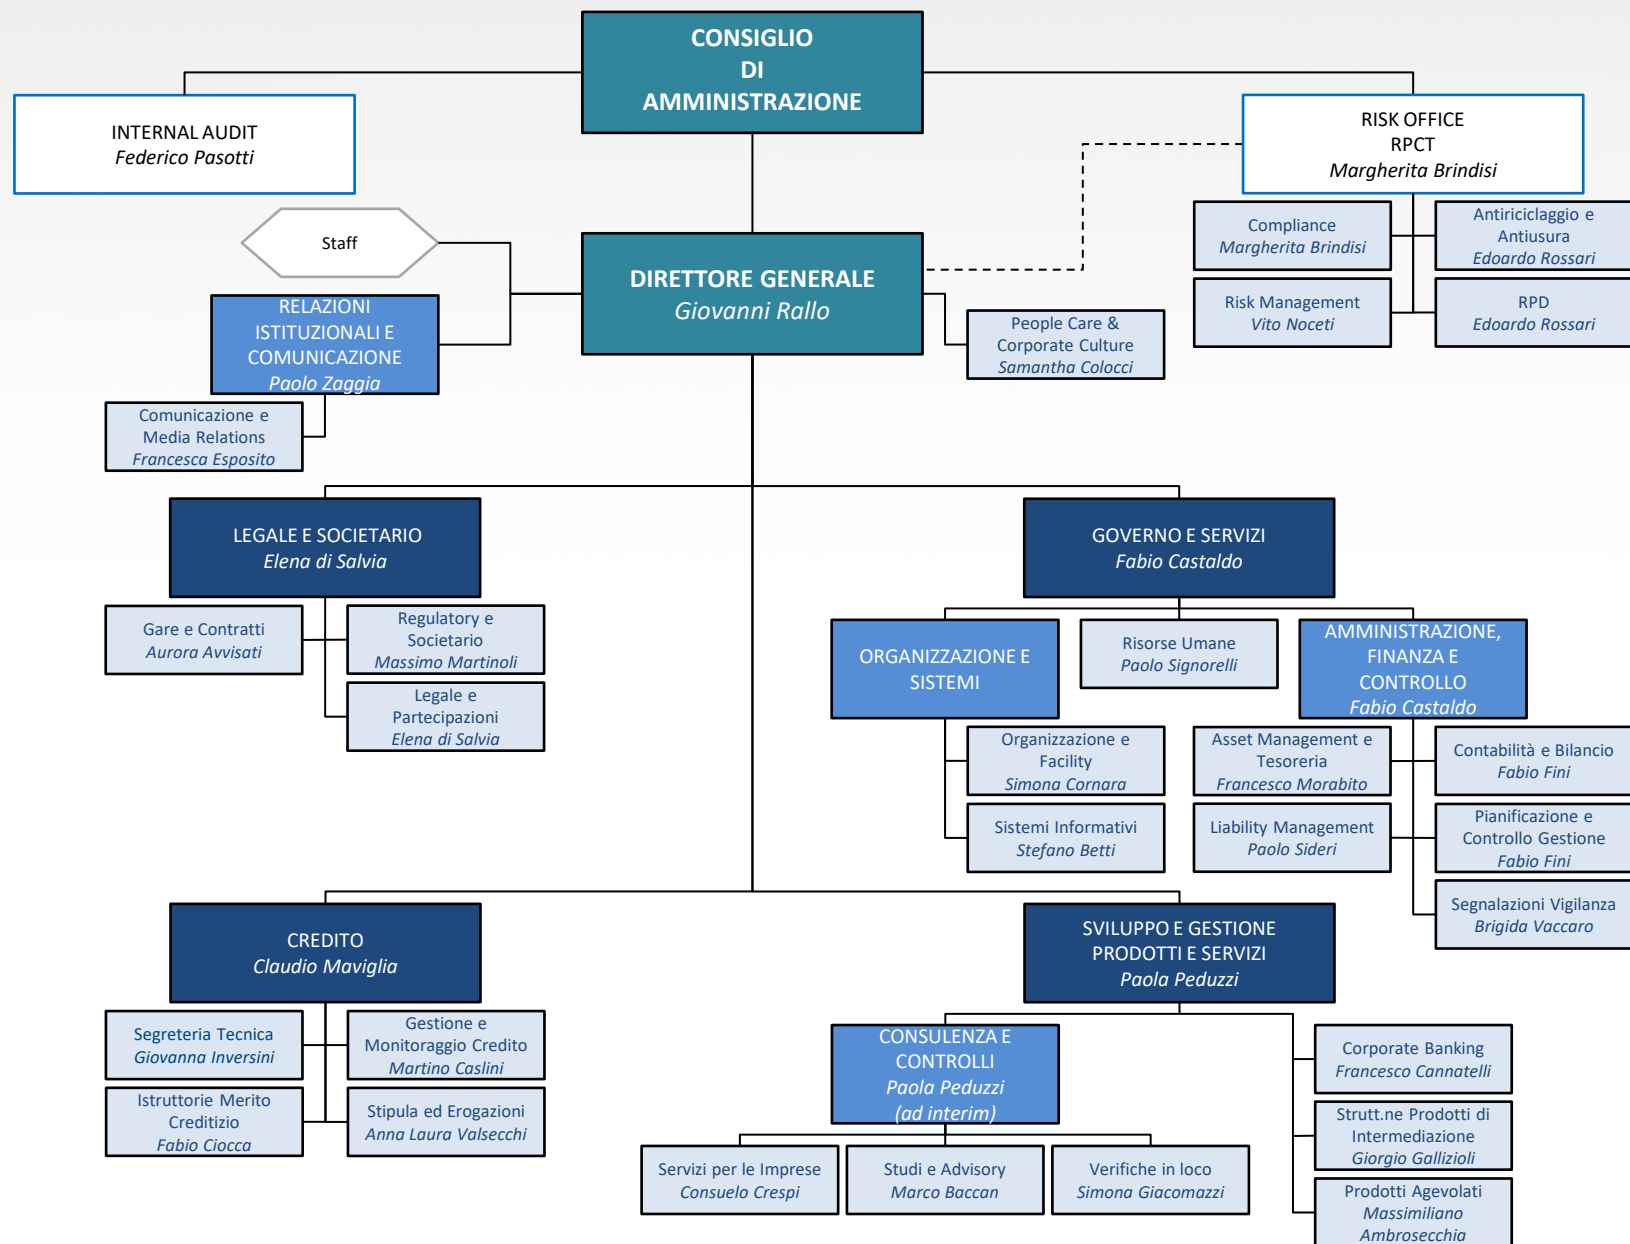 CONSIGLIO
DI
AMMINISTRAZIONE
INTERNAL AUDIT
Federico Pasotti
RISK OFFICE
RPCT
Margherita Brindisi
Compliance
Margherita Brindisi
Antiriciclaggio e
Antiusura
Edoardo Rossari
Risk Management
Vito Noceti
RPD
Edoardo Rossari
Staff
DIRETTORE GENERALE
Giovanni Rallo
RELAZIONI
ISTITUZIONALI E
COMUNICAZIONE
Paolo Zaggia
People Care &
Corporate Culture
Samantha Colocci
Comunicazione e
Media Relations
Francesca Esposito
LEGALE E SOCIETARIO
Elena di Salvia
Gare e Contratti
Aurora Avvisati
Regulatory e
Societario
Massimo Martinoli
Legale e
Partecipazioni
Elena di Salvia
GOVERNO E SERVIZI
Fabio Castaldo
ORGANIZZAZIONE E
SISTEMI
Risorse Umane
Paolo Signorelli
AMMINISTRAZIONE,
FINANZA E
CONTROLLO
Fabio Castaldo
Organizzazione e
Facility
Simona Cornara
Sistemi Informativi
Stefano Betti
Asset Management e
Tesoreria
Francesco Morabito
Contabilità e Bilancio
Fabio Fini
Liability Management
Paolo Sideri
Pianificazione e
Controllo Gestione
Fabio Fini
Segnalazioni Vigilanza
Brigida Vaccaro
CREDITO
Claudio Maviglia
Segreteria Tecnica
Giovanna Inversini
Gestione e
Monitoraggio Credito
Martino Caslini
Istruttorie Merito
Creditizio
Fabio Ciocca
Stipula ed Erogazioni
Anna Laura Valsecchi
SVILUPPO E GESTIONE
PRODOTTI E SERVIZI
Paola Peduzzi
CONSULENZA E
CONTROLLI
Paola Peduzzi
(ad interim)
Servizi per le Imprese
Consuelo Crespi
Studi e Advisory
Marco Baccan
Verifiche in loco
Simona Giacomazzi
Corporate Banking
Francesco Cannatelli
Strutt.ne Prodotti di
Intermediazione
Giorgio Gallizioli
Prodotti Agevolati
Massimiliano
Ambrosecchia